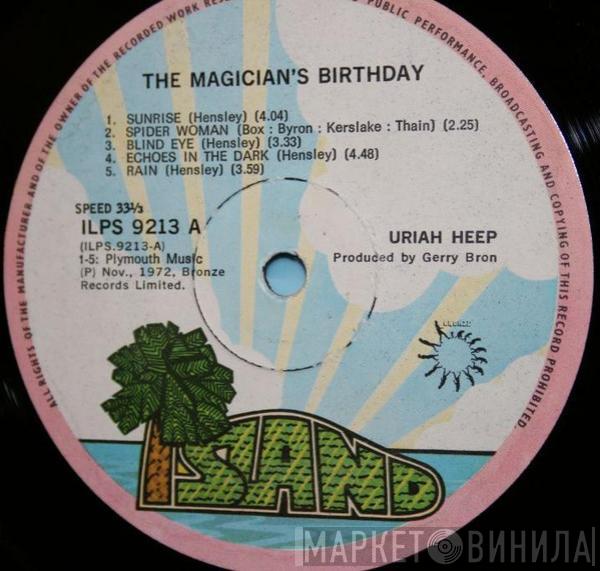 ALL RIGHTS OF THE MANUFACTURER AND OF THE OWNER OF THE RECORDED WORK
PUBLIC PERFORMANCE, BROADCASTING AND COPYING OF THIS RECORD PROHIBITED.
THE MAGICIAN'S BIRTHDAY
1. SUNRISE (Hensley) (4.04)
2. SPIDER WOMAN (Box : Byron : Kerslake : Thain) (2.25)
3. BLIND EYE (Hensley) (3.33)
4. ECHOES IN THE DARK (Hensley) (4.48)
5. RAIN (Hensley) (3.59)
SPEED 33⅓
ILPS 9213 A
(ILPS.9213-A)
1-5: Plymouth Music
(P) Nov., 1972, Bronze
Records Limited.
URIAH HEEP
Produced by Gerry Bron
BRONZE
ISLAND
МАРКЕТ ВИНИЛА